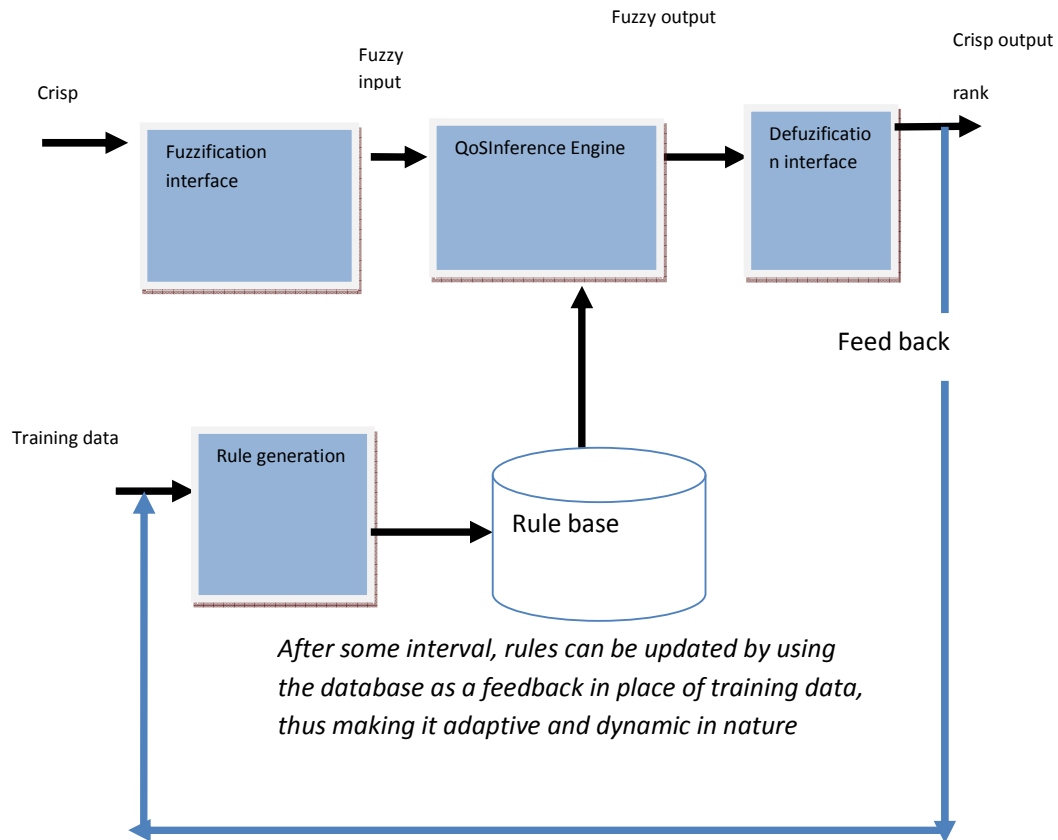 Fuzzy output
Crisp output
Fuzzy
input
Crisp
rank
Fuzzification
interface
QoSInference Engine
Defuzificatio
n interface
Feed back
Training data
Rule generation
Rule base
After some interval, rules can be updated by using
the database as a feedback in place of training data,
thus making it adaptive and dynamic in nature